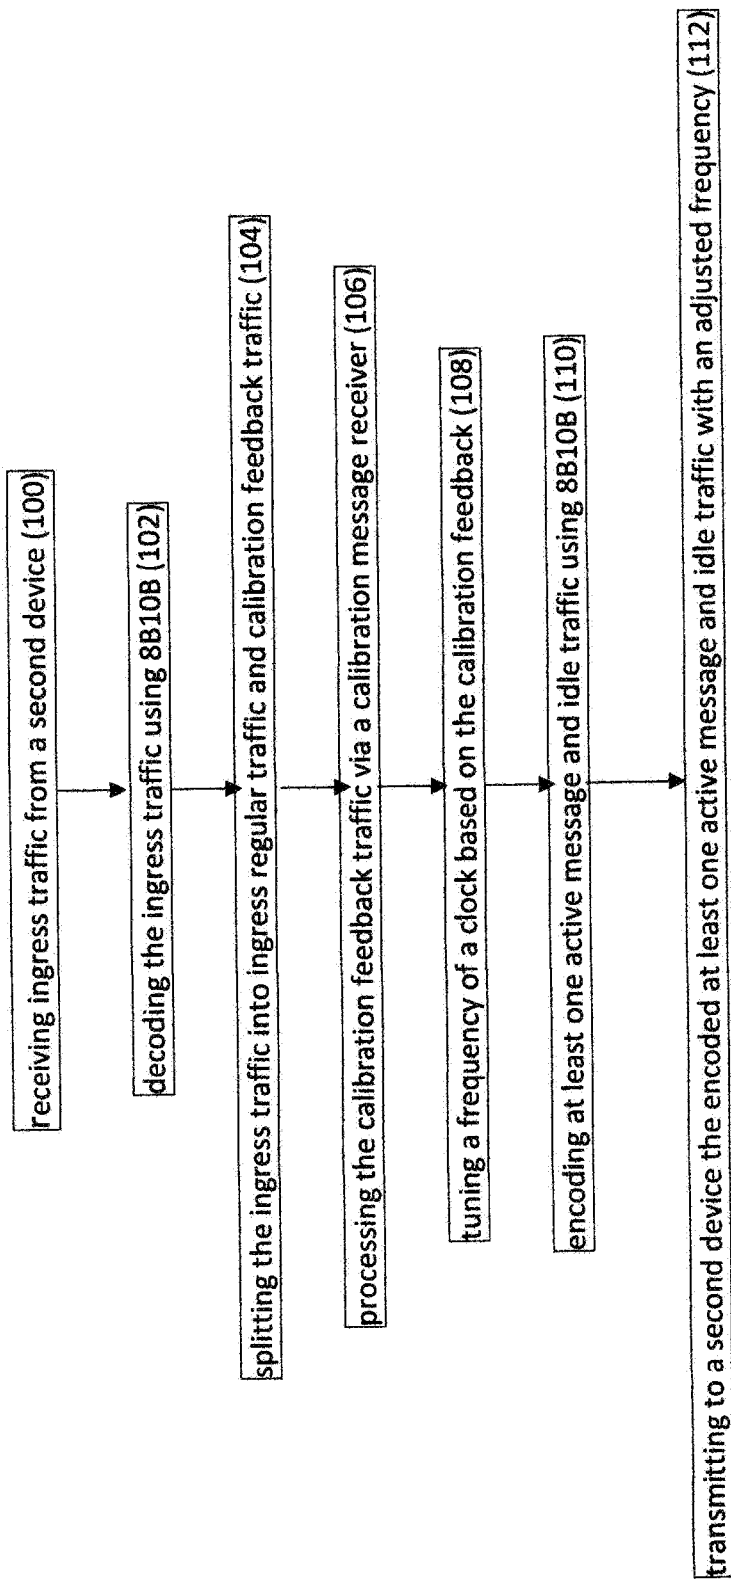 receiving ingress traffic from a second device (100)
decoding the ingress traffic using 8B10B (102)
splitting the ingress traffic into ingress regular traffic and calibration feedback traffic (104)
processing the calibration feedback traffic via a calibration message receiver (106)
tuning a frequency of a clock based on the calibration feedback (108)
encoding at least one active message and idle traffic using 8B10B (110)
transmitting to a second device the encoded at least one active message and idle traffic with an adjusted frequency (112)